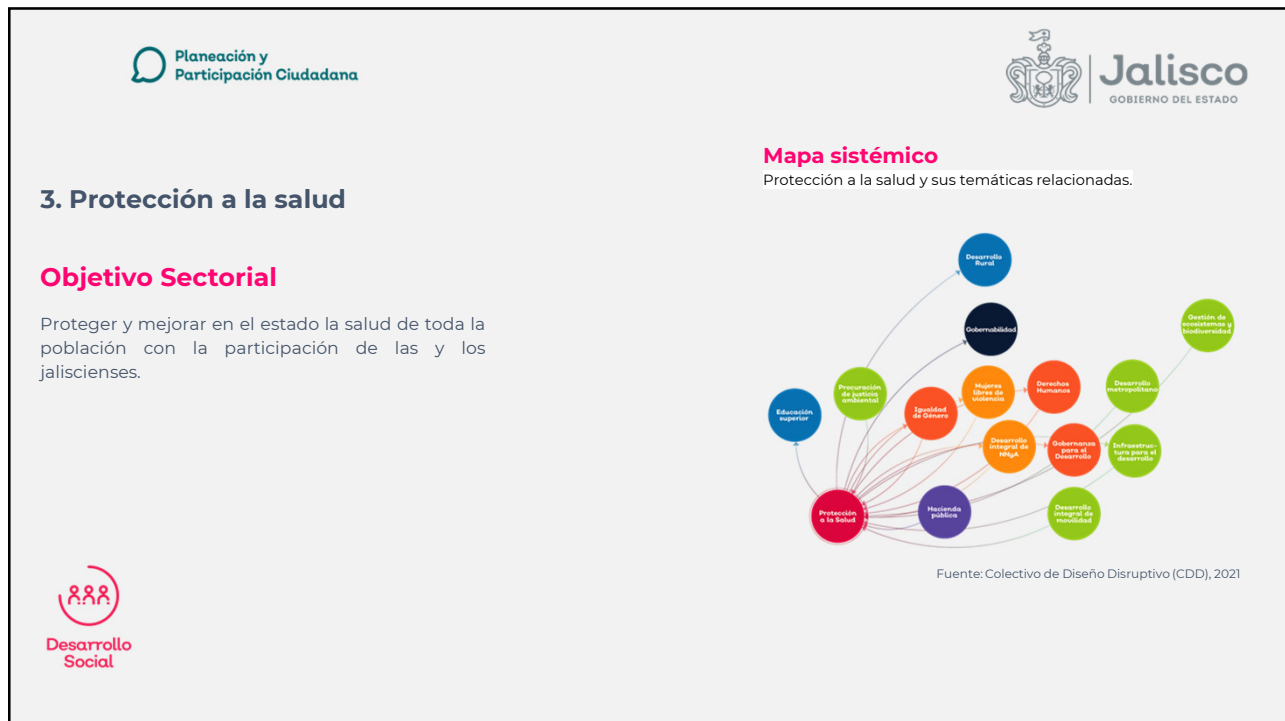 Planeación y
Participación Ciudadana
Jalisco
GOBIERNO DEL ESTADO
3. Protección a la salud
Objetivo Sectorial
Proteger y mejorar en el estado la salud de toda la
población con la participación de las y los
jaliscienses.
Desarrollo
Social
Mapa sistémico
Protección a la salud y sus temáticas relacionadas.
Desarrollo
Rural
Gobernabilidad
Gestión de
ecosistemas y
biodiversidad
Procuración
de justicia
ambiental
Mujeres
libres de
violencia
Derechos
Humanos
Desarrollo
metropolitano
Educación
superior
Igualdad
de Género
Desarrollo
integral de
NNyA
Gobernanza
para el
Desarrollo
Infraestruc-
tura para el
desarrollo
Protección
a la Salud
Hacienda
pública
Desarrollo
integral de
movilidad
Fuente: Colectivo de Diseño Disruptivo (CDD), 2021